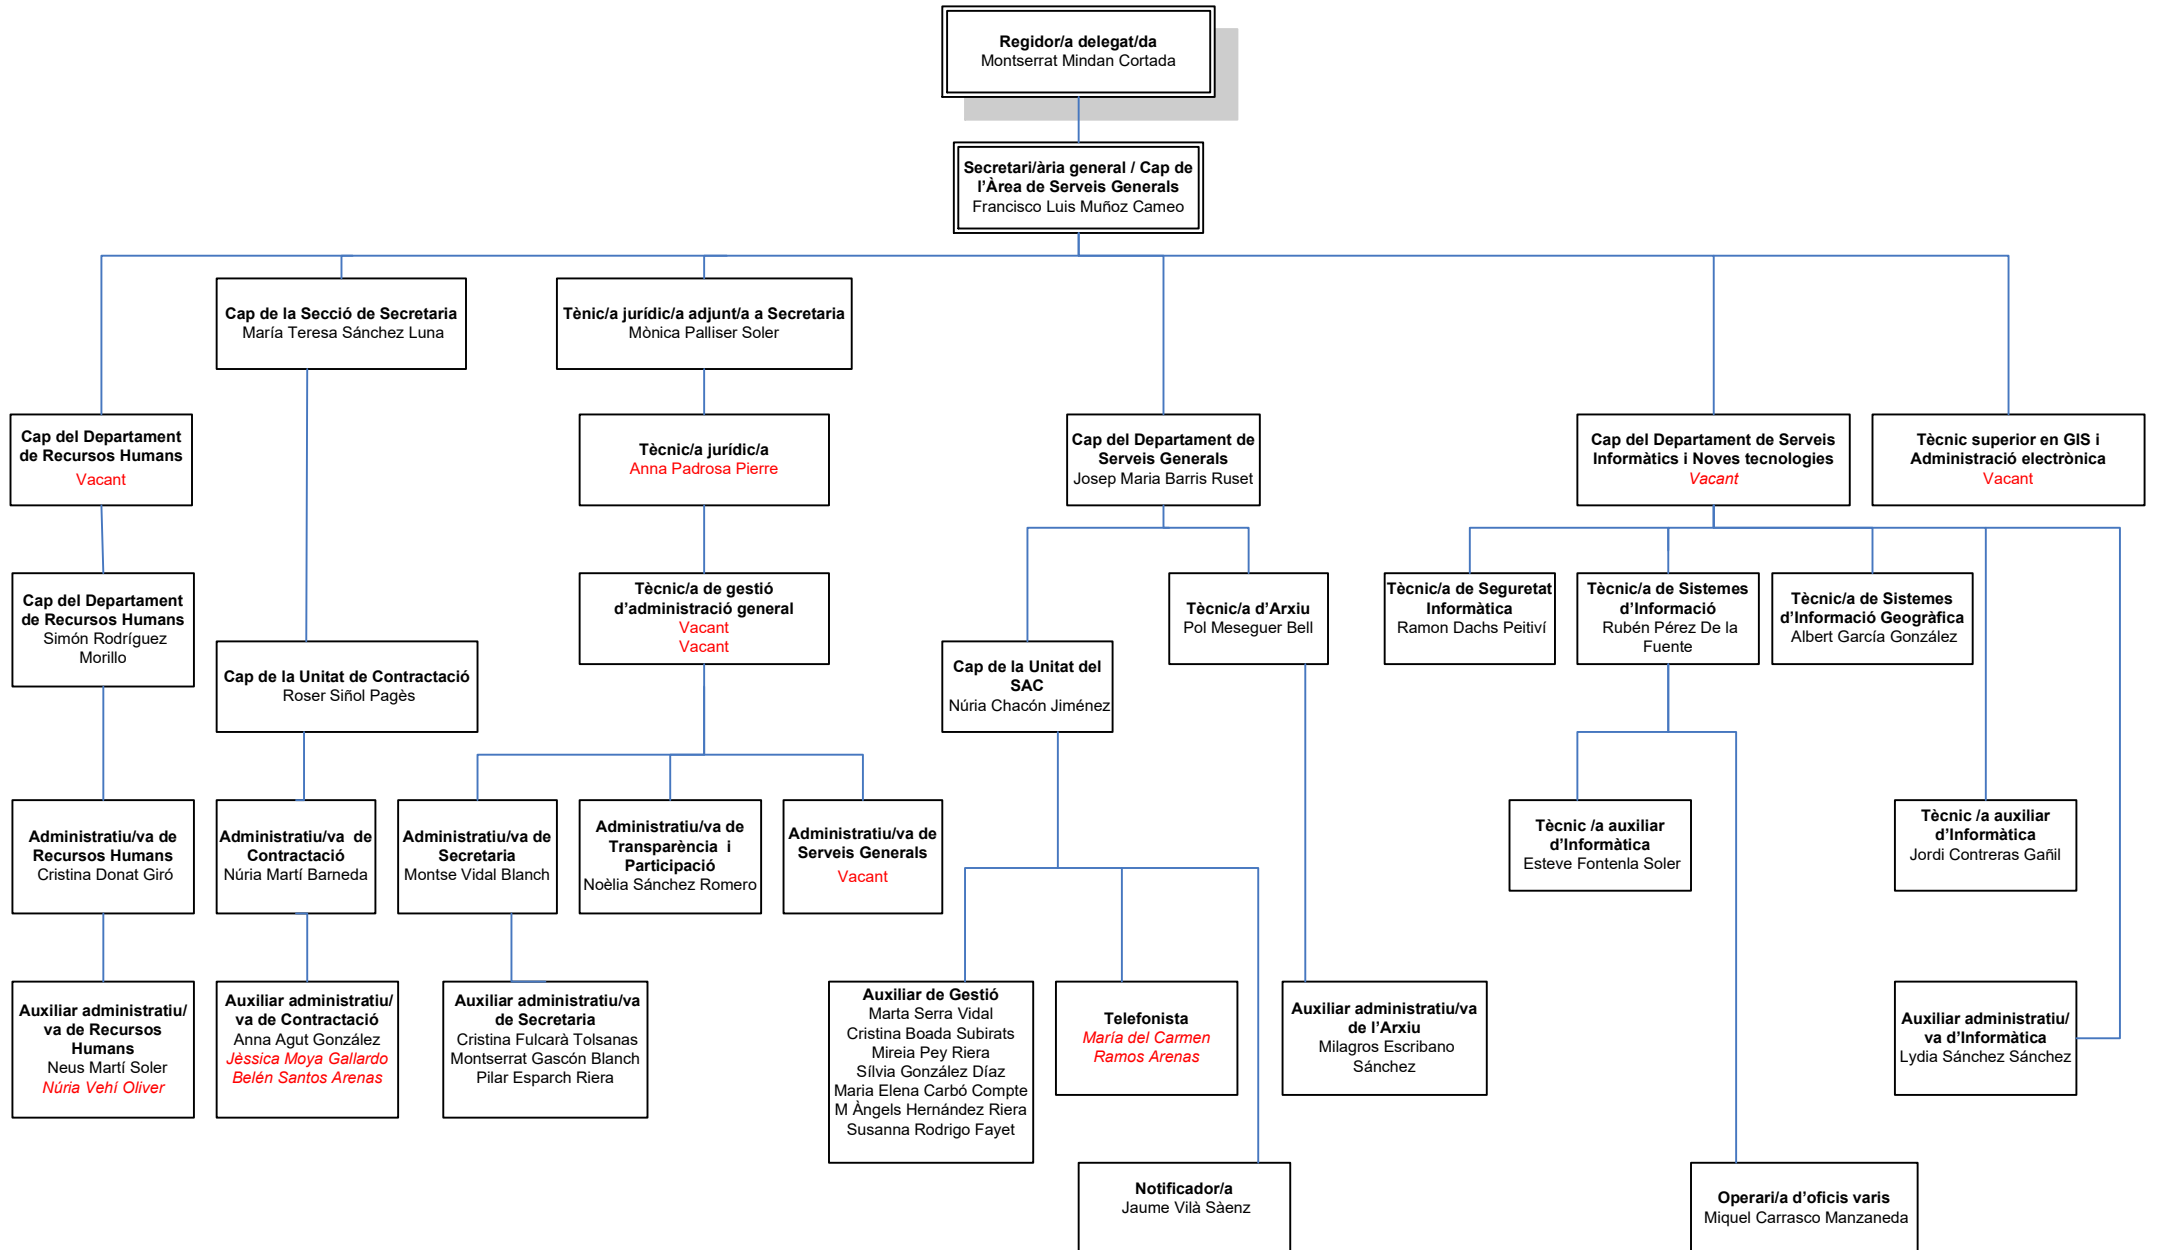 Regidor/a delegat/da
Montserrat Mindan Cortada
Secretari/ària general / Cap de
l'Àrea de Serveis Generals
Francisco Luis Muñoz Cameo
Cap de la Secció de Secretaria
María Teresa Sánchez Luna
Tènic/a jurídic/a adjunt/a a Secretaria
Mònica Palliser Soler
Cap del Departament
de Recursos Humans
Vacant
Tècnic/a jurídic/a
Anna Padrosa Pierre
Cap del Departament de
Serveis Generals
Josep Maria Barris Ruset
Cap del Departament de Serveis
Informàtics i Noves tecnologies
Vacant
Tècnic superior en GIS i
Administració electrònica
Vacant
Cap del Departament
de Recursos Humans
Simón Rodríguez
Morillo
Tècnic/a de gestió
d'administració general
Vacant
Vacant
Tècnic/a d'Arxiu
Pol Meseguer Bell
Tècnic/a de Seguretat
Informàtica
Ramon Dachs Peitiví
Tècnic/a de Sistemes
d'Informació
Rubén Pérez De la
Fuente
Tècnic/a de Sistemes
d'Informació Geogràfica
Albert García González
Cap de la Unitat de Contractació
Roser Siñol Pagès
Cap de la Unitat del
SAC
Núria Chacón Jiménez
Administratiu/va de
Recursos Humans
Cristina Donat Giró
Administratiu/va  de
Contractació
Núria Martí Barneda
Administratiu/va de
Secretaria
Montse Vidal Blanch
Administratiu/va de
Transparència  i
Participació
Noèlia Sánchez Romero
Administratiu/va de
Serveis Generals
Vacant
Tècnic /a auxiliar
d'Informàtica
Esteve Fontenla Soler
Tècnic /a auxiliar
d'Informàtica
Jordi Contreras Gañil
Auxiliar administratiu/
va de Recursos
Humans
Neus Martí Soler
Núria Vehí Oliver
Auxiliar administratiu/
va de Contractació
Anna Agut González
Jèssica Moya Gallardo
Belén Santos Arenas
Auxiliar administratiu/va
de Secretaria
Cristina Fulcarà Tolsanas
Montserrat Gascón Blanch
Pilar Esparch Riera
Auxiliar de Gestió
Marta Serra Vidal
Cristina Boada Subirats
Mireia Pey Riera
Sílvia González Díaz
Maria Elena Carbó Compte
M Àngels Hernández Riera
Susanna Rodrigo Fayet
Telefonista
María del Carmen
Ramos Arenas
Auxiliar administratiu/va
de l'Arxiu
Milagros Escribano
Sánchez
Auxiliar administratiu/
va d'Informàtica
Lydia Sánchez Sánchez
Notificador/a
Jaume Vilà Sàenz
Operari/a d'oficis varis
Miquel Carrasco Manzaneda